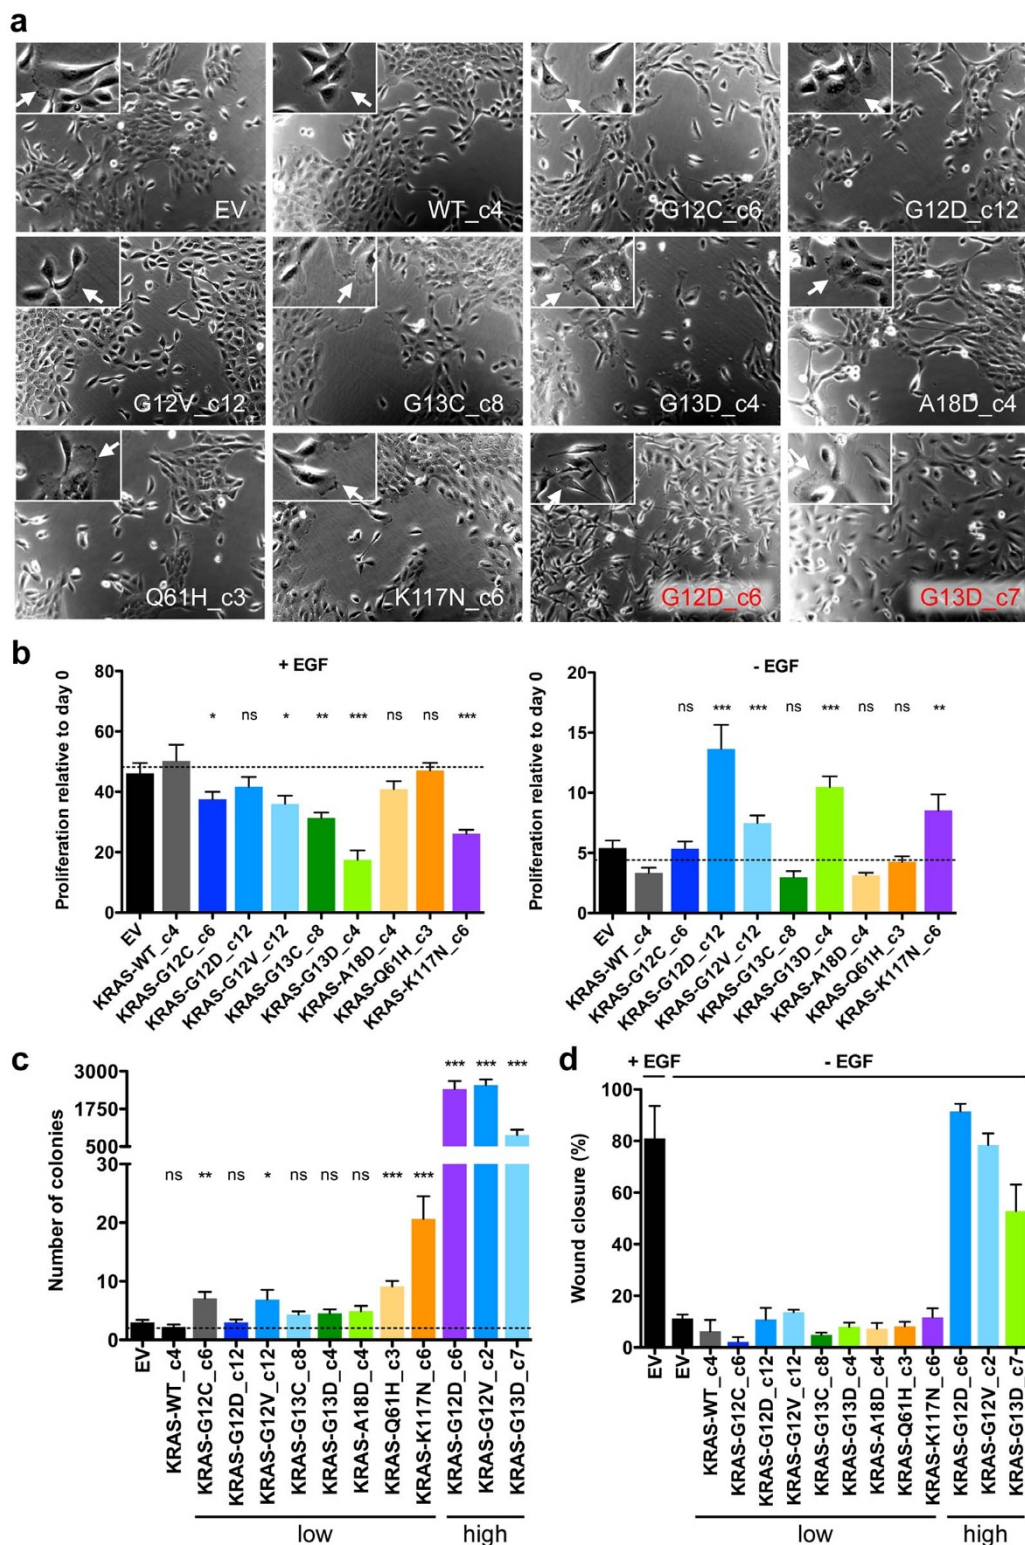 a
EV
WT_c4
G12C_c6
G12D_c12
G12V_c12
G13C_c8
G13D_c4
A18D_c4
Q61H_c3
K117N_c6
G12D_c6
G13D_c7
b
+ EGF
Proliferation relative to day 0
80
60
40
20
0
* ns * ** *** ns ns ***
EV
KRAS-WT_c4
KRAS-G12C_c6
KRAS-G12D_c12
KRAS-G12V_c12
KRAS-G13C_c8
KRAS-G13D_c4
KRAS-A18D_c4
KRAS-Q61H_c3
KRAS-K117N_c6
- EGF
Proliferation relative to day 0
20
15
10
5
0
ns *** *** ns *** ns ns **
EV
KRAS-WT_c4
KRAS-G12C_c6
KRAS-G12D_c12
KRAS-G12V_c12
KRAS-G13C_c8
KRAS-G13D_c4
KRAS-A18D_c4
KRAS-Q61H_c3
KRAS-K117N_c6
c
Number of colonies
3000
1750
500
30
20
10
0
*** *** ***
ns ** ns * ns ns ns *** ***
EV
KRAS-WT_c4
KRAS-G12C_c6
KRAS-G12D_c12
KRAS-G12V_c12
KRAS-G13C_c8
KRAS-G13D_c4
KRAS-A18D_c4
KRAS-Q61H_c3
KRAS-K117N_c6
KRAS-G12D_c6
KRAS-G12V_c2
KRAS-G13D_c7
low
high
d
+ EGF
- EGF
Wound closure (%)
100
80
60
40
20
0
EV
EV
KRAS-WT_c4
KRAS-G12C_c6
KRAS-G12D_c12
KRAS-G12V_c12
KRAS-G13C_c8
KRAS-G13D_c4
KRAS-A18D_c4
KRAS-Q61H_c3
KRAS-K117N_c6
KRAS-G12D_c6
KRAS-G12V_c2
KRAS-G13D_c7
low
high